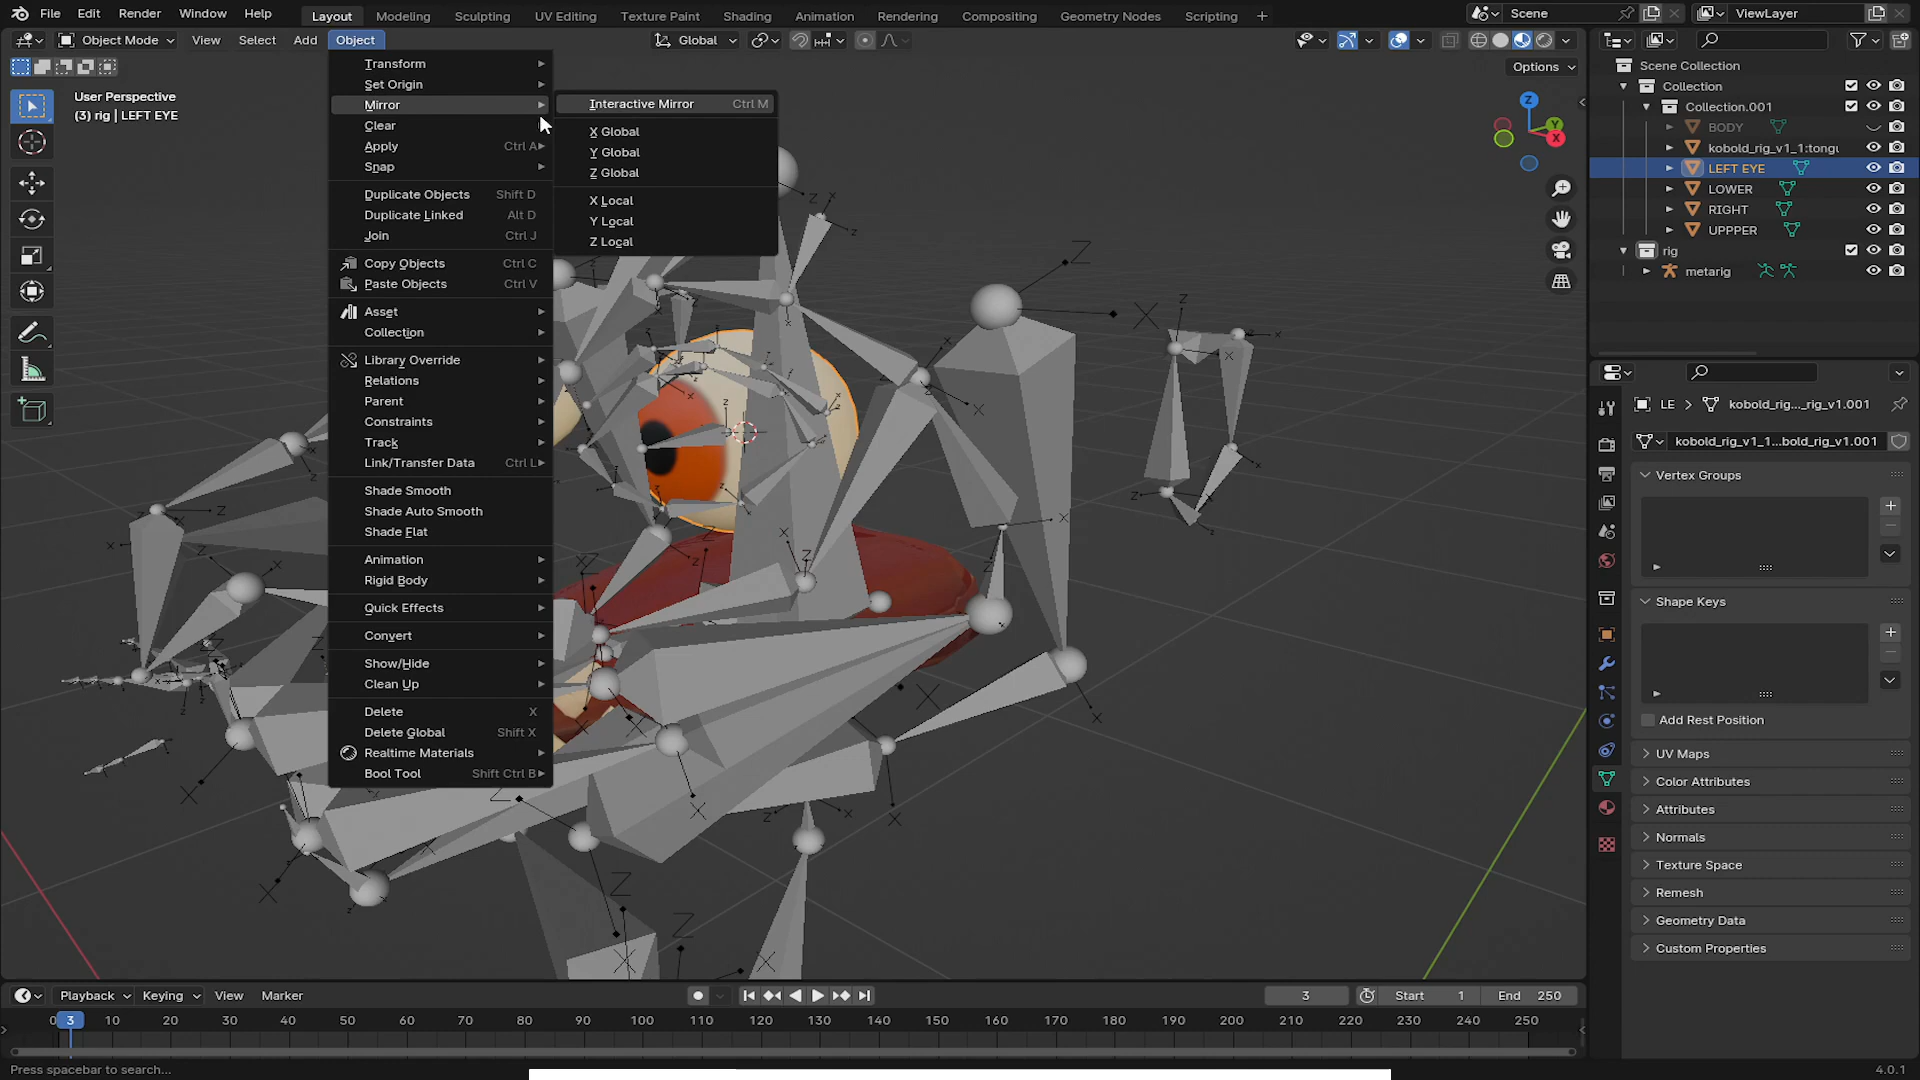 File Edit Render Window Help Layout Modeling Sculpting UV Editing Texture Paint Shading Animation Rendering Compositing Geometry Nodes Scripting + Scene ViewLayer
Object Mode View Select Add Object Global
Options
User Perspective
(3) rig | LEFT EYE
Transform
Set Origin
Mirror
Clear
Apply Ctrl A
Snap
Duplicate Objects Shift D
Duplicate Linked Alt D
Join Ctrl J
Copy Objects Ctrl C
Paste Objects Ctrl V
Asset
Collection
Library Override
Relations
Parent
Constraints
Track
Link/Transfer Data Ctrl L
Shade Smooth
Shade Auto Smooth
Shade Flat
Animation
Rigid Body
Quick Effects
Convert
Show/Hide
Clean Up
Delete X
Delete Global Shift X
Realtime Materials
Bool Tool Shift Ctrl B
Interactive Mirror Ctrl M
X Global
Y Global
Z Global
X Local
Y Local
Z Local
Z
Y
X
Scene Collection
Collection
Collection.001
BODY
kobold_rig_v1_1:tongu
LEFT EYE
LOWER
RIGHT
UPPPER
rig
metarig
LE > kobold_rig..._rig_v1.001
kobold_rig_v1_1...bold_rig_v1.001
Vertex Groups
Shape Keys
Add Rest Position
UV Maps
Color Attributes
Attributes
Normals
Texture Space
Remesh
Geometry Data
Custom Properties
Playback Keying View Marker 3 Start 1 End 250
0 3 10 20 30 40 50 60 70 80 90 100 110 120 130 140 150 160 170 180 190 200 210 220 230 240 250
Press spacebar to search... 4.0.1